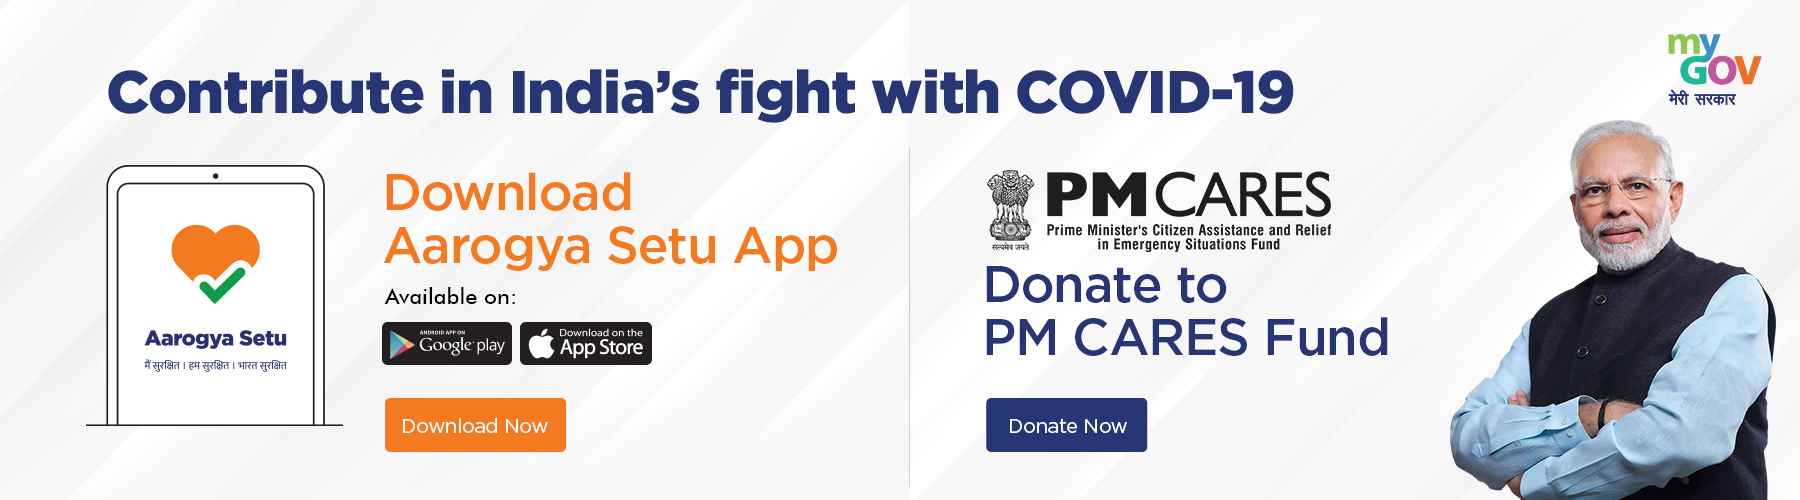 Contribute in India's fight with COVID-19
my
GOV
मेरी सरकार
Aarogya Setu
मैं सुरक्षित । हम सुरक्षित । भारत सुरक्षित
Download
Aarogya Setu App
Available on:
ANDROID APP ON
Google play
Download on the
App Store
Download Now
सत्यमेव जयते
PM CARES
Prime Minister's Citizen Assistance and Relief
in Emergency Situations Fund
Donate to
PM CARES Fund
Donate Now